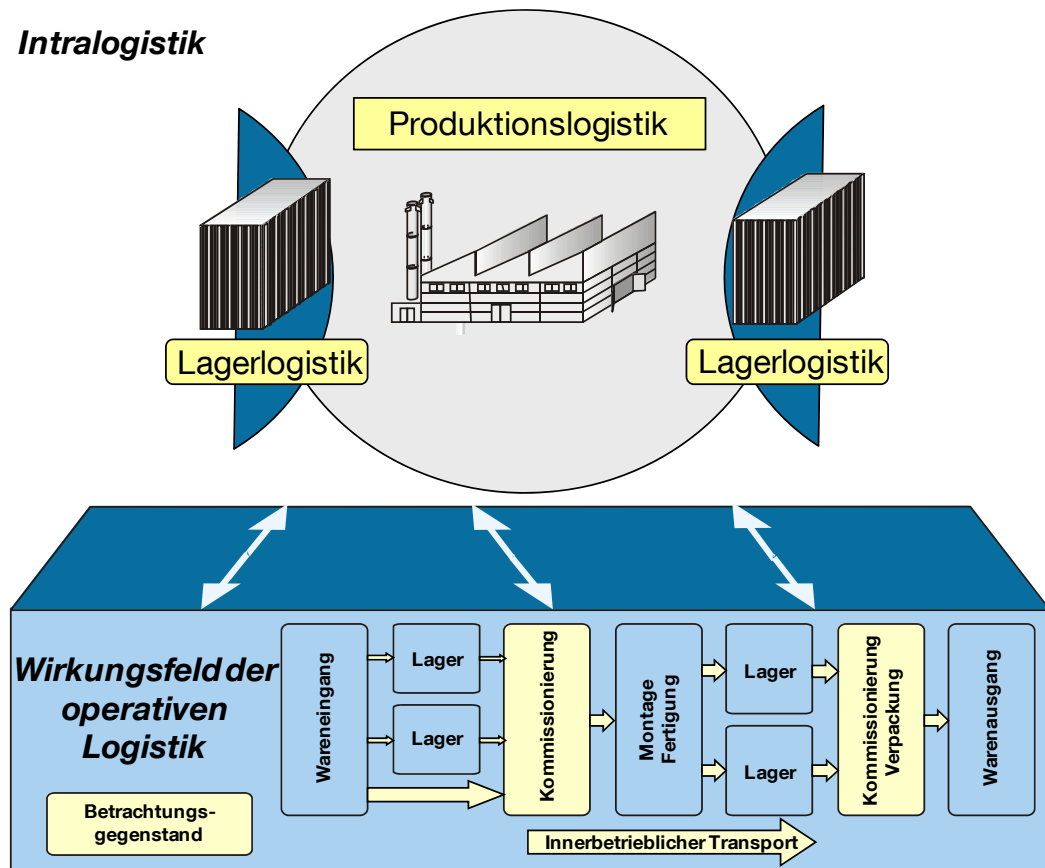 Intralogistik
Produktionslogistik
Lagerlogistik
Lagerlogistik
Wirkungsfeld der
operativen
Logistik
Betrachtungs-
gegenstand
Wareneingang
Lager
Lager
Kommissionierung
Montage
Fertigung
Lager
Lager
Kommissionierung
Verpackung
Warenausgang
Innerbetrieblicher Transport